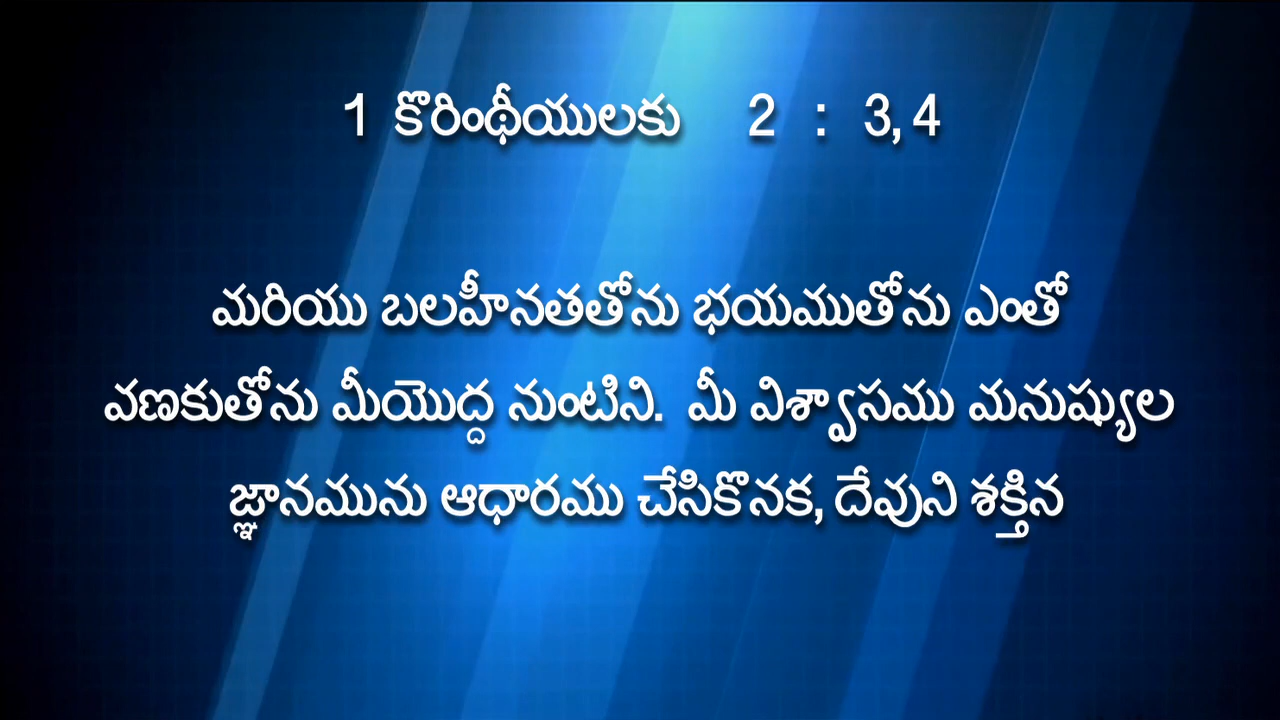 1 కొరింథీయులకు 2 : 3, 4
మరియు బలహీనతతోను భయముతోను ఎంతో
వణకుతోను మీయొద్ద నుంటిని. మీ విశ్వాసము మనుష్యుల
జ్ఞానమును ఆధారము చేసికొనక, దేవుని శక్తిన